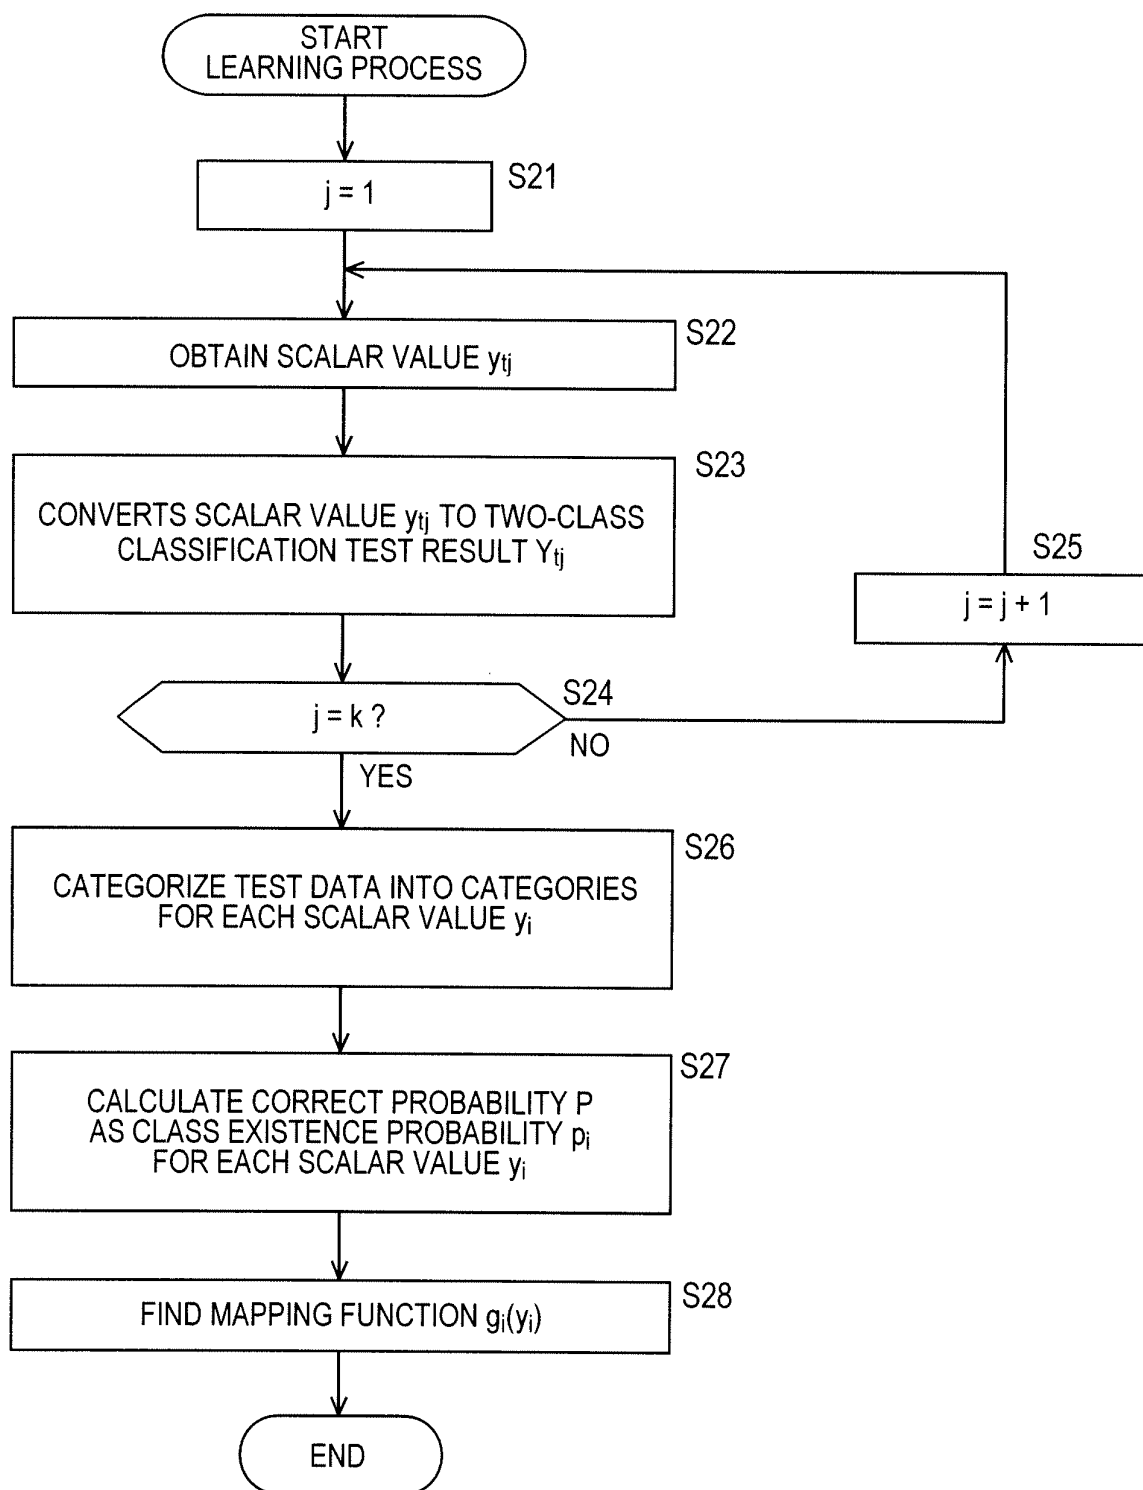 START
LEARNING PROCESS
S21
j = 1
S22
OBTAIN SCALAR VALUE ytj
S23
CONVERTS SCALAR VALUE ytj TO TWO-CLASS
CLASSIFICATION TEST RESULT Ytj
S25
j = j + 1
S24
j = k ?
NO
YES
S26
CATEGORIZE TEST DATA INTO CATEGORIES
FOR EACH SCALAR VALUE yi
S27
CALCULATE CORRECT PROBABILITY P
AS CLASS EXISTENCE PROBABILITY pi
FOR EACH SCALAR VALUE yi
S28
FIND MAPPING FUNCTION gi(yi)
END